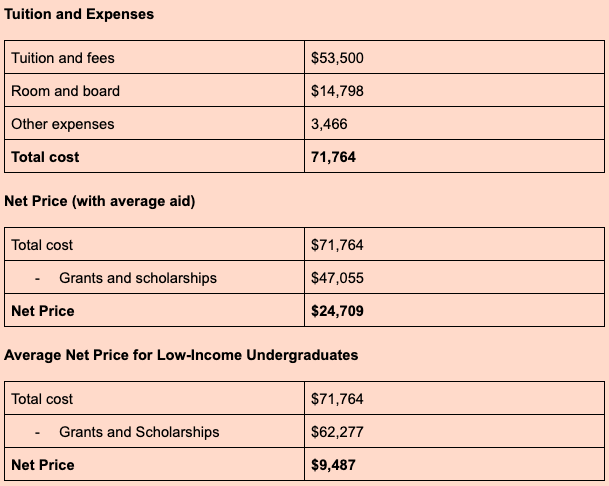 Tuition and Expenses
Tuition and fees $53,500
Room and board $14,798
Other expenses 3,466
Total cost 71,764
Net Price (with average aid)
Total cost $71,764
- Grants and scholarships $47,055
Net Price $24,709
Average Net Price for Low-Income Undergraduates
Total cost $71,764
- Grants and Scholarships $62,277
Net Price $9,487